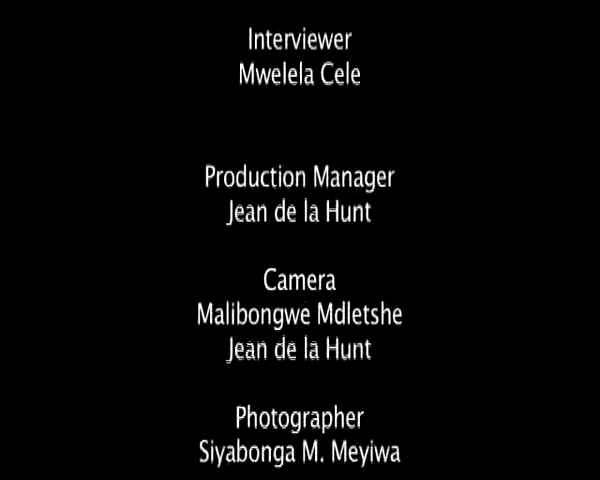 Interviewer
Mwelela Cele
Production Manager
Jean de la Hunt
Camera
Malibongwe Mdletshe
Jean de la Hunt
Photographer
Siyabonga M. Meyiwa